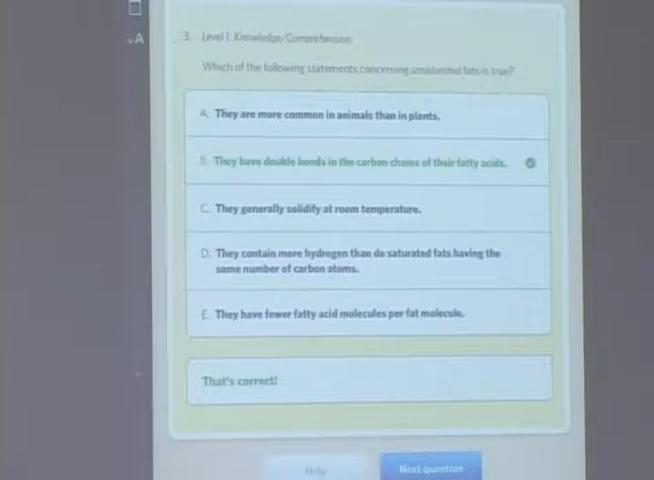 A
3. Level 1: Knowledge/Comprehension
Which of the following statements concerning unsaturated fats is true?
A. They are more common in animals than in plants.
B. They have double bonds in the carbon chains of their fatty acids.
C. They generally solidify at room temperature.
D. They contain more hydrogen than do saturated fats having the
same number of carbon atoms.
E. They have fewer fatty acid molecules per fat molecule.
That's correct!
Help
Next question